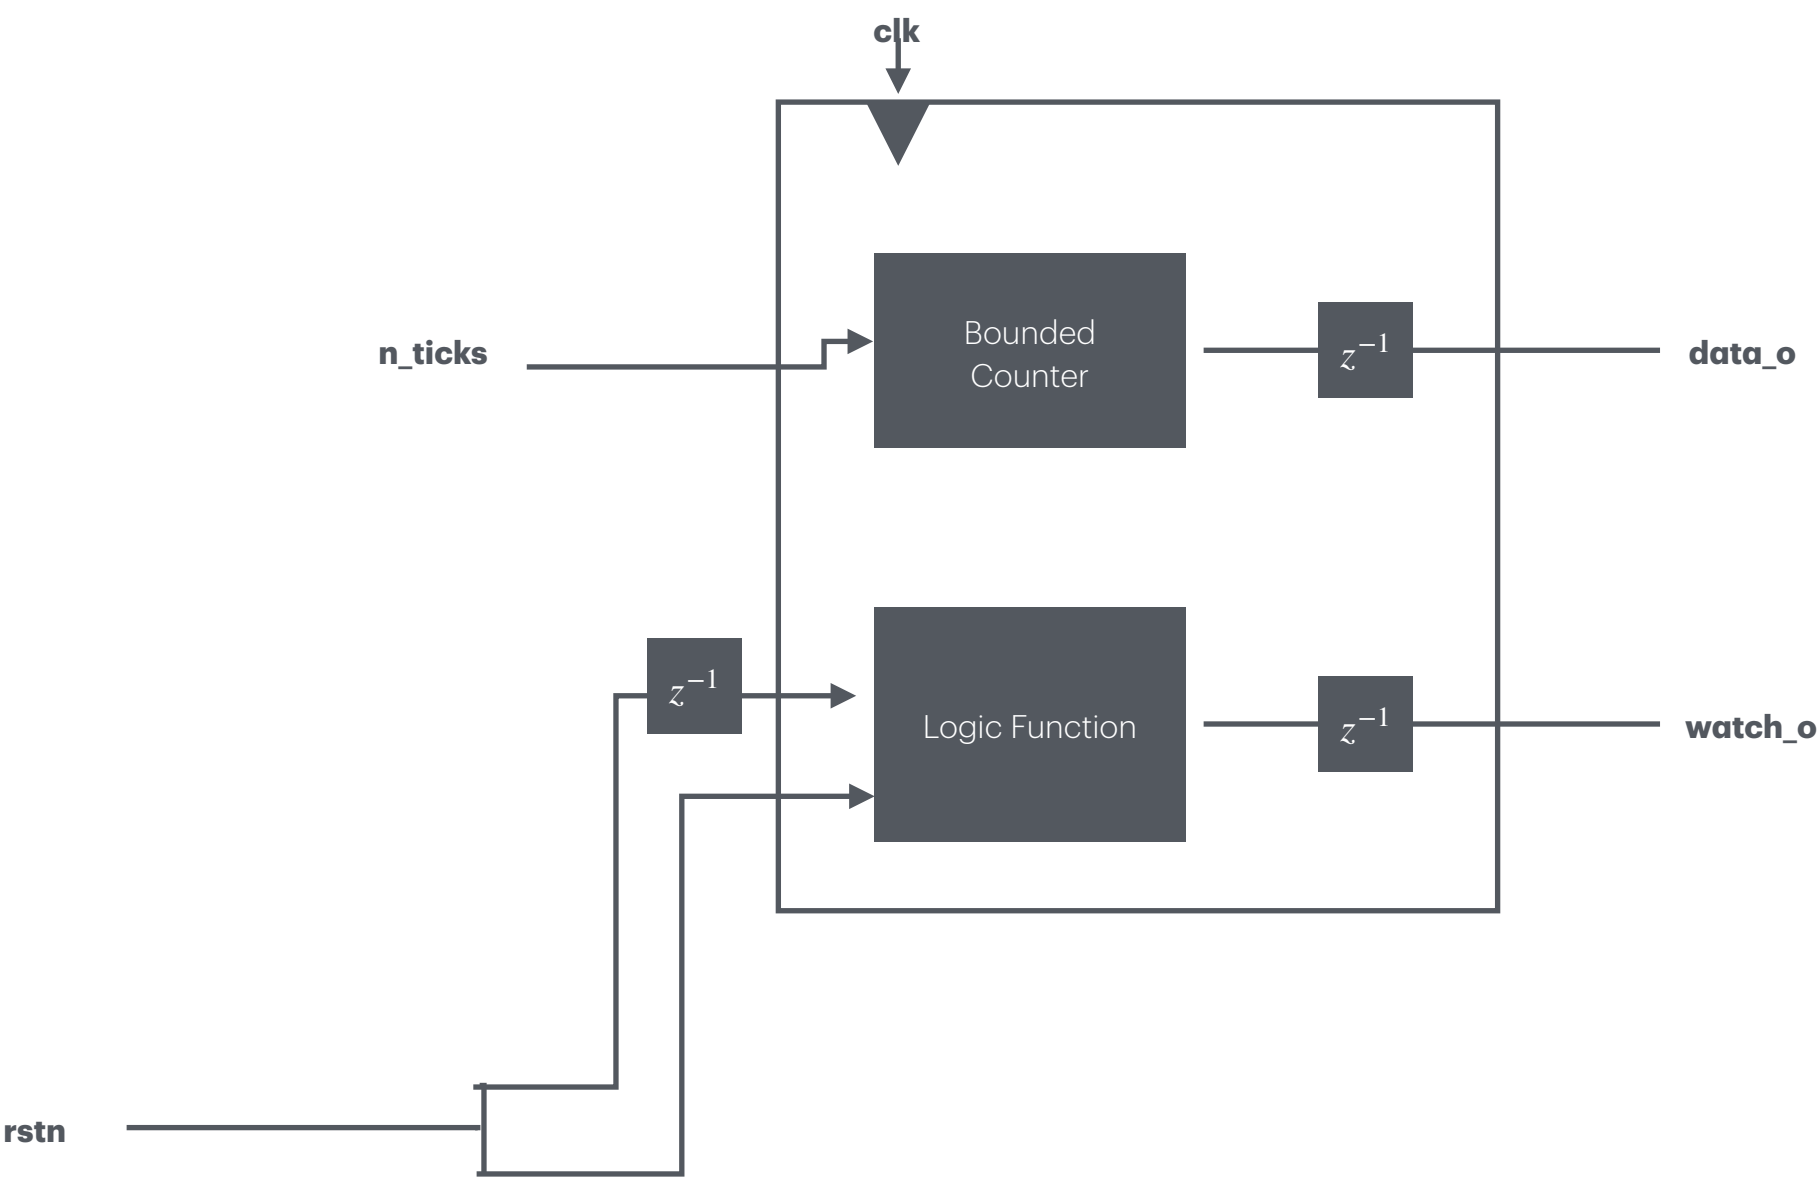 clk
Bounded
Counter
n_ticks
z⁻¹
data_o
z⁻¹
Logic Function
z⁻¹
watch_o
rstn